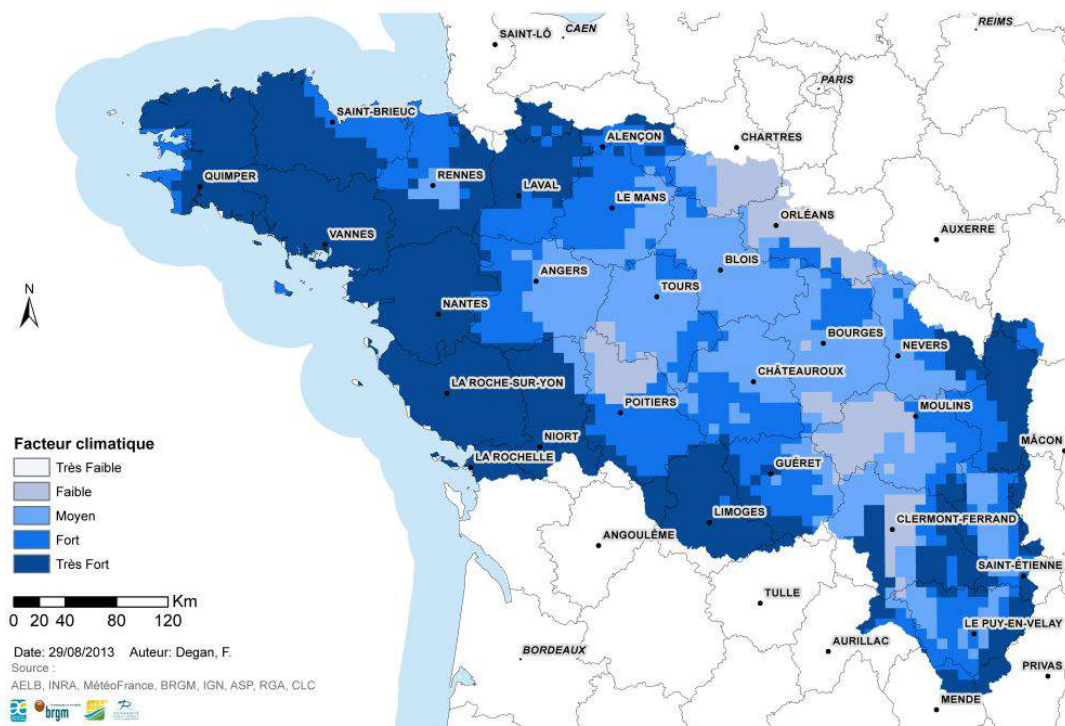 CAEN
REIMS
SAINT-LÔ
PARIS
SAINT-BRIEUC
ALENÇON
CHARTRES
QUIMPER
RENNES
LAVAL
LE MANS
ORLÉANS
AUXERRE
VANNES
BLOIS
ANGERS
TOURS
N
NANTES
BOURGES
NEVERS
CHÂTEAUROUX
LA ROCHE-SUR-YON
POITIERS
MOULINS
Facteur climatique
MÂCON
NIORT
Très Faible
LA ROCHELLE
GUÉRET
Faible
Moyen
LIMOGES
CLERMONT-FERRAND
Fort
ANGOULÊME
Très Fort
SAINT-ÉTIENNE
TULLE
Km
0 20 40 80 120
LE PUY-EN-VELAY
Date: 29/08/2013 Auteur: Degan, F.
BORDEAUX
AURILLAC
Source :
PRIVAS
AELB, INRA, MétéoFrance, BRGM, IGN, ASP, RGA, CLC
MENDE
brgm